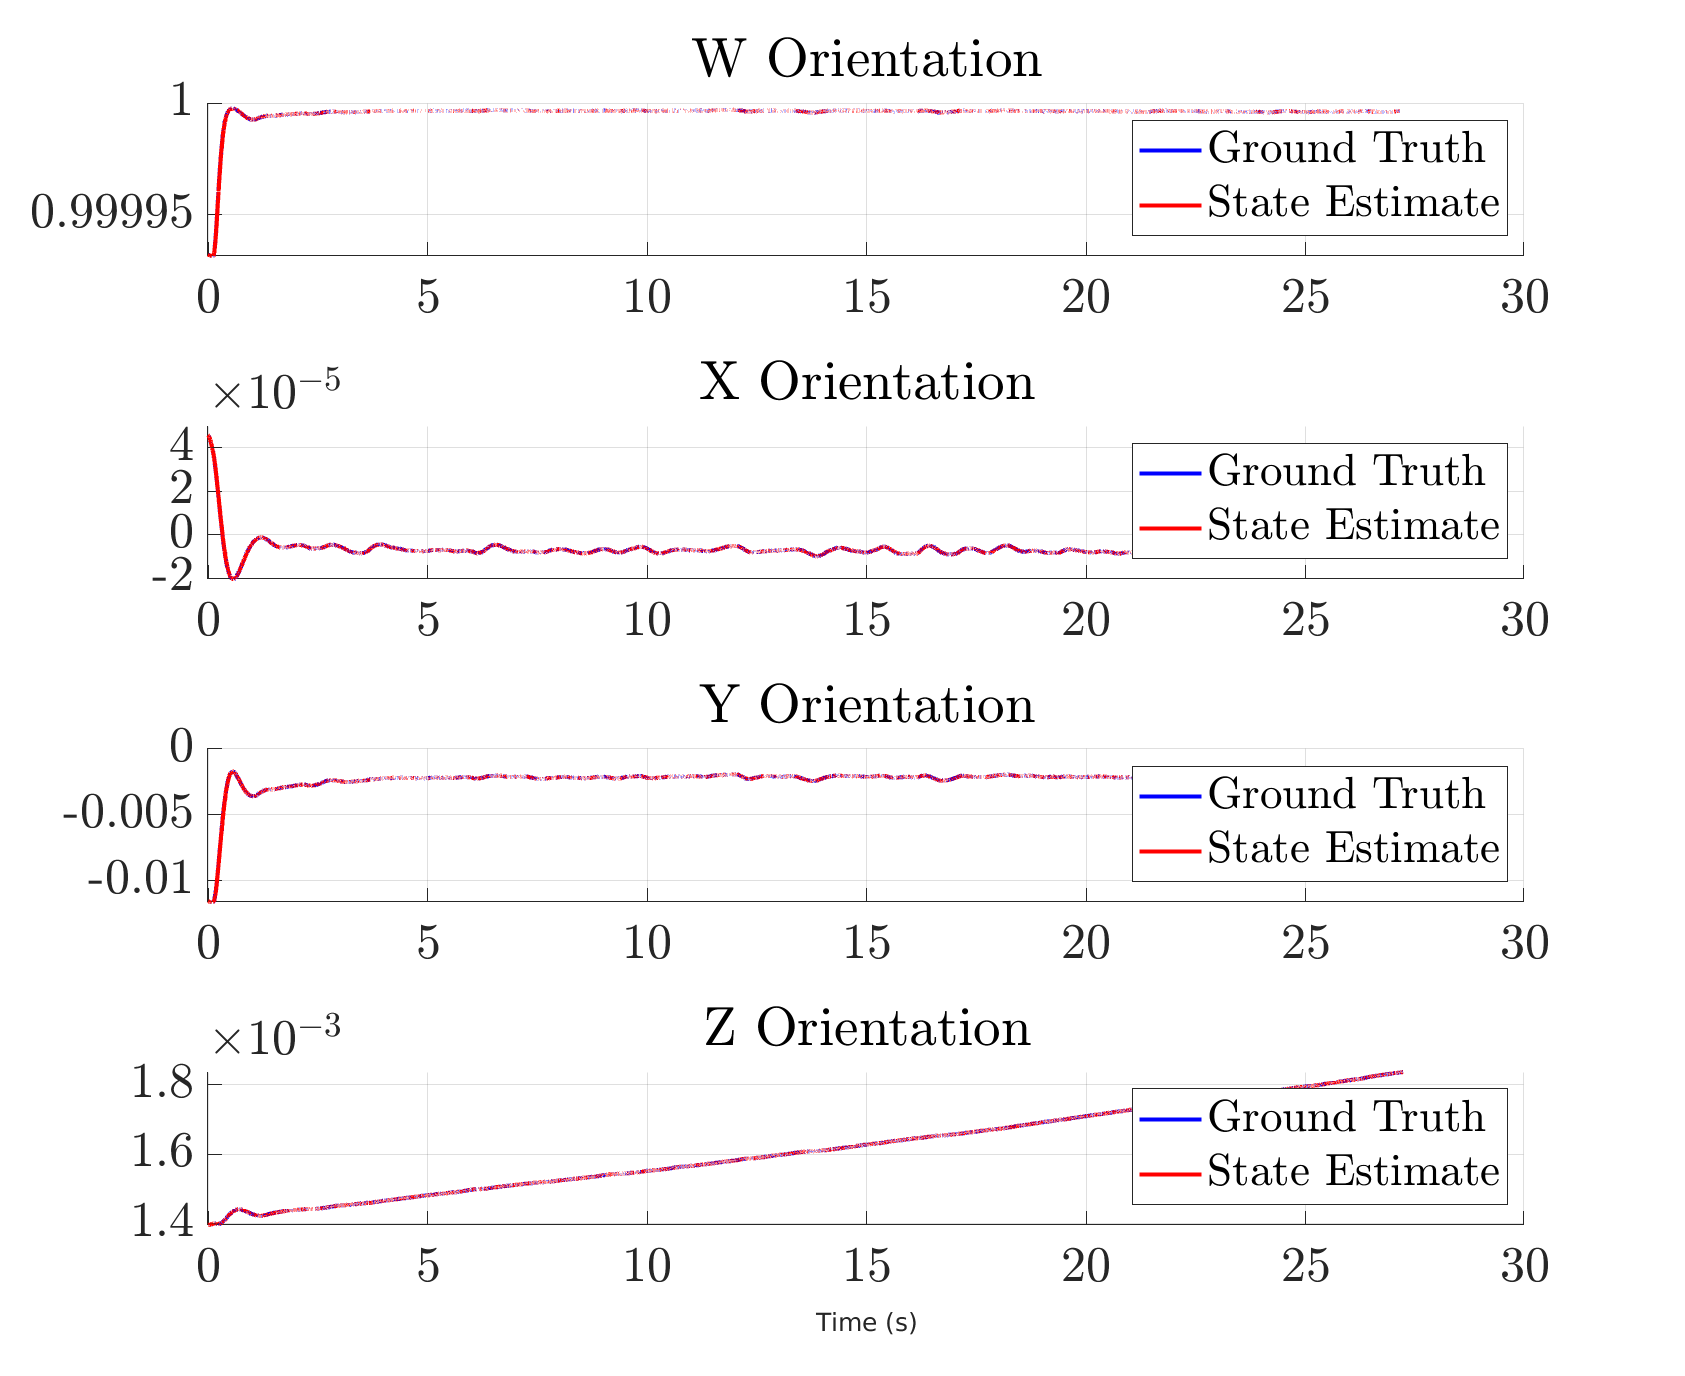 W Orientation
1
0.99995
Ground Truth
State Estimate
0 5 10 15 20 25 30
X Orientation
×10⁻⁵
4
2
0
-2
Ground Truth
State Estimate
0 5 10 15 20 25 30
Y Orientation
0
-0.005
-0.01
Ground Truth
State Estimate
0 5 10 15 20 25 30
Z Orientation
×10⁻³
1.8
1.6
1.4
Ground Truth
State Estimate
0 5 10 15 20 25 30
Time (s)